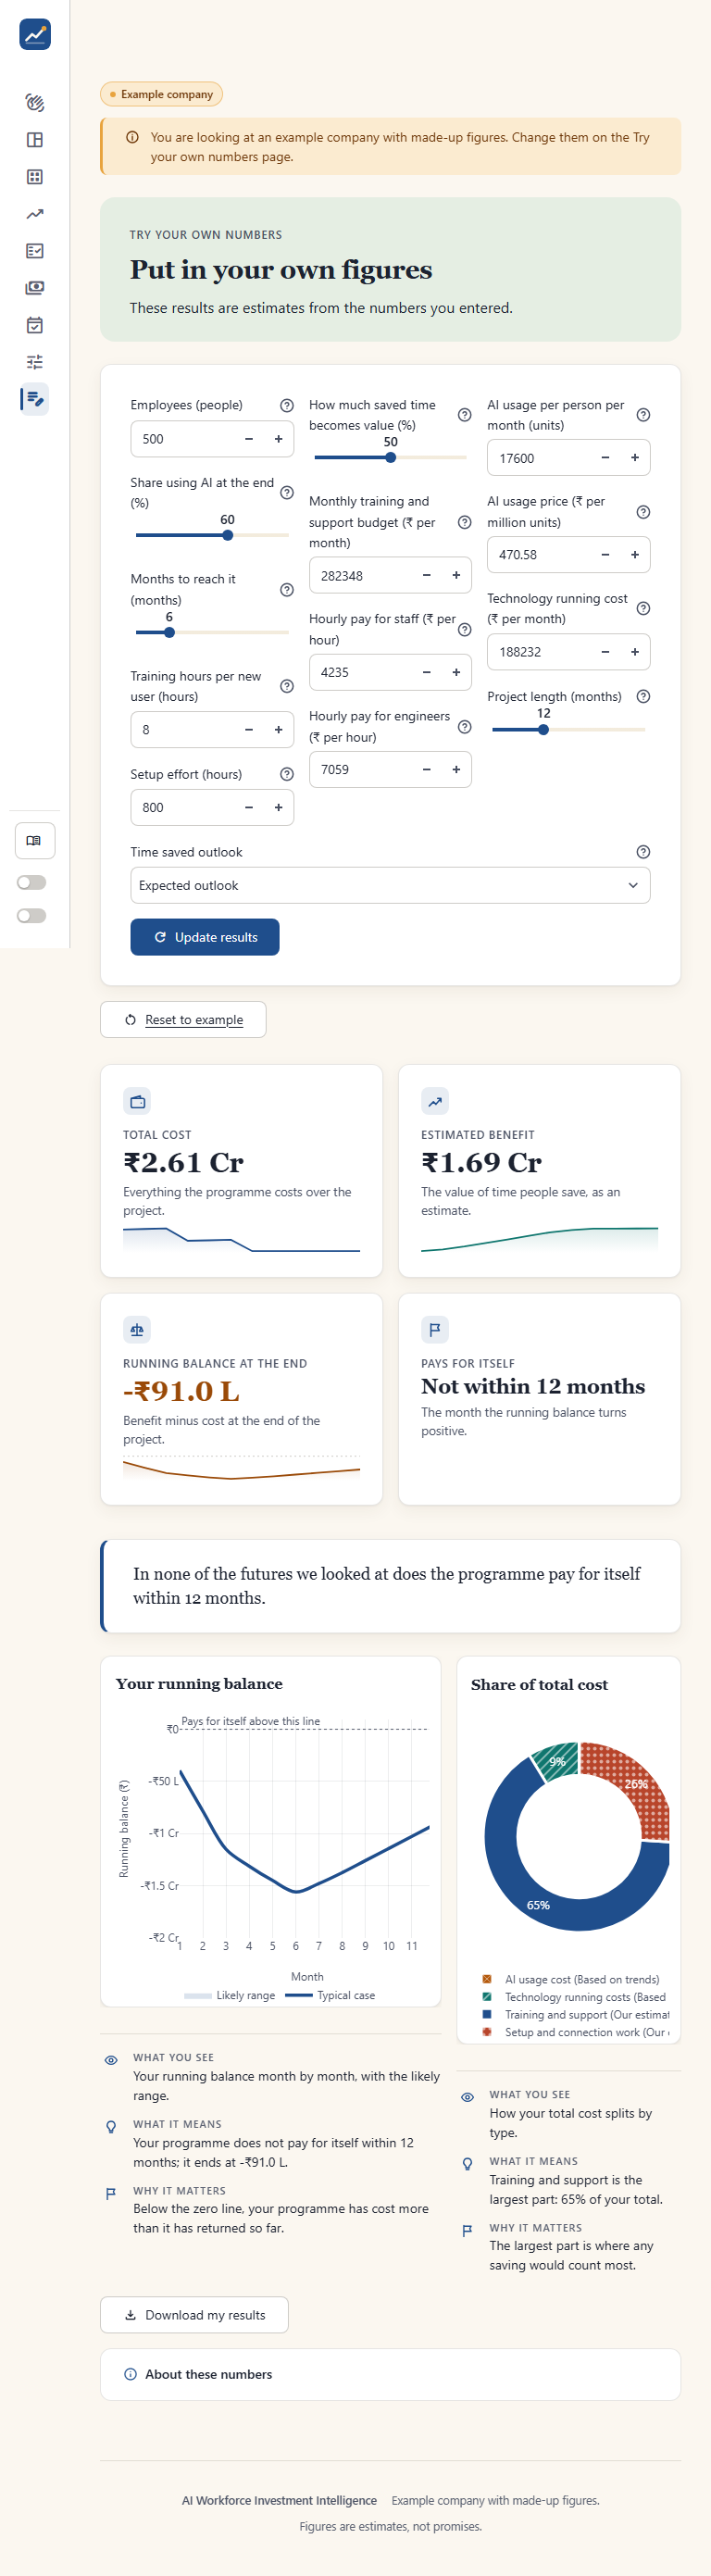 Example company
You are looking at an example company with made-up figures. Change them on the Try
your own numbers page.
TRY YOUR OWN NUMBERS
Put in your own figures
These results are estimates from the numbers you entered.
Employees (people)
500
Share using AI at the end
(%)
60
Months to reach it
(months)
6
Training hours per new
user (hours)
8
Setup effort (hours)
800
How much saved time
becomes value (%)
50
Monthly training and
support budget (₹ per
month)
282348
Hourly pay for staff (₹ per
hour)
4235
Hourly pay for engineers
(₹ per hour)
7059
AI usage per person per
month (units)
17600
AI usage price (₹ per
million units)
470.58
Technology running cost
(₹ per month)
188232
Project length (months)
12
Time saved outlook
Expected outlook
Update results
Reset to example
TOTAL COST
₹2.61 Cr
Everything the programme costs over the
project.
ESTIMATED BENEFIT
₹1.69 Cr
The value of time people save, as an
estimate.
RUNNING BALANCE AT THE END
-₹91.0 L
Benefit minus cost at the end of the
project.
PAYS FOR ITSELF
Not within 12 months
The month the running balance turns
positive.
In none of the futures we looked at does the programme pay for itself
within 12 months.
Your running balance
Pays for itself above this line
₹0
-₹50 L
-₹1 Cr
-₹1.5 Cr
-₹2 Cr
Running balance (₹)
1 2 3 4 5 6 7 8 9 10 11
Month
Likely range Typical case
WHAT YOU SEE
Your running balance month by month, with the likely
range.
WHAT IT MEANS
Your programme does not pay for itself within 12
months; it ends at -₹91.0 L.
WHY IT MATTERS
Below the zero line, your programme has cost more
than it has returned so far.
Share of total cost
9%
26%
65%
AI usage cost (Based on trends)
Technology running costs (Based
Training and support (Our estimat
Setup and connection work (Our
WHAT YOU SEE
How your total cost splits by
type.
WHAT IT MEANS
Training and support is the
largest part: 65% of your total.
WHY IT MATTERS
The largest part is where any
saving would count most.
Download my results
About these numbers
AI Workforce Investment Intelligence Example company with made-up figures.
Figures are estimates, not promises.